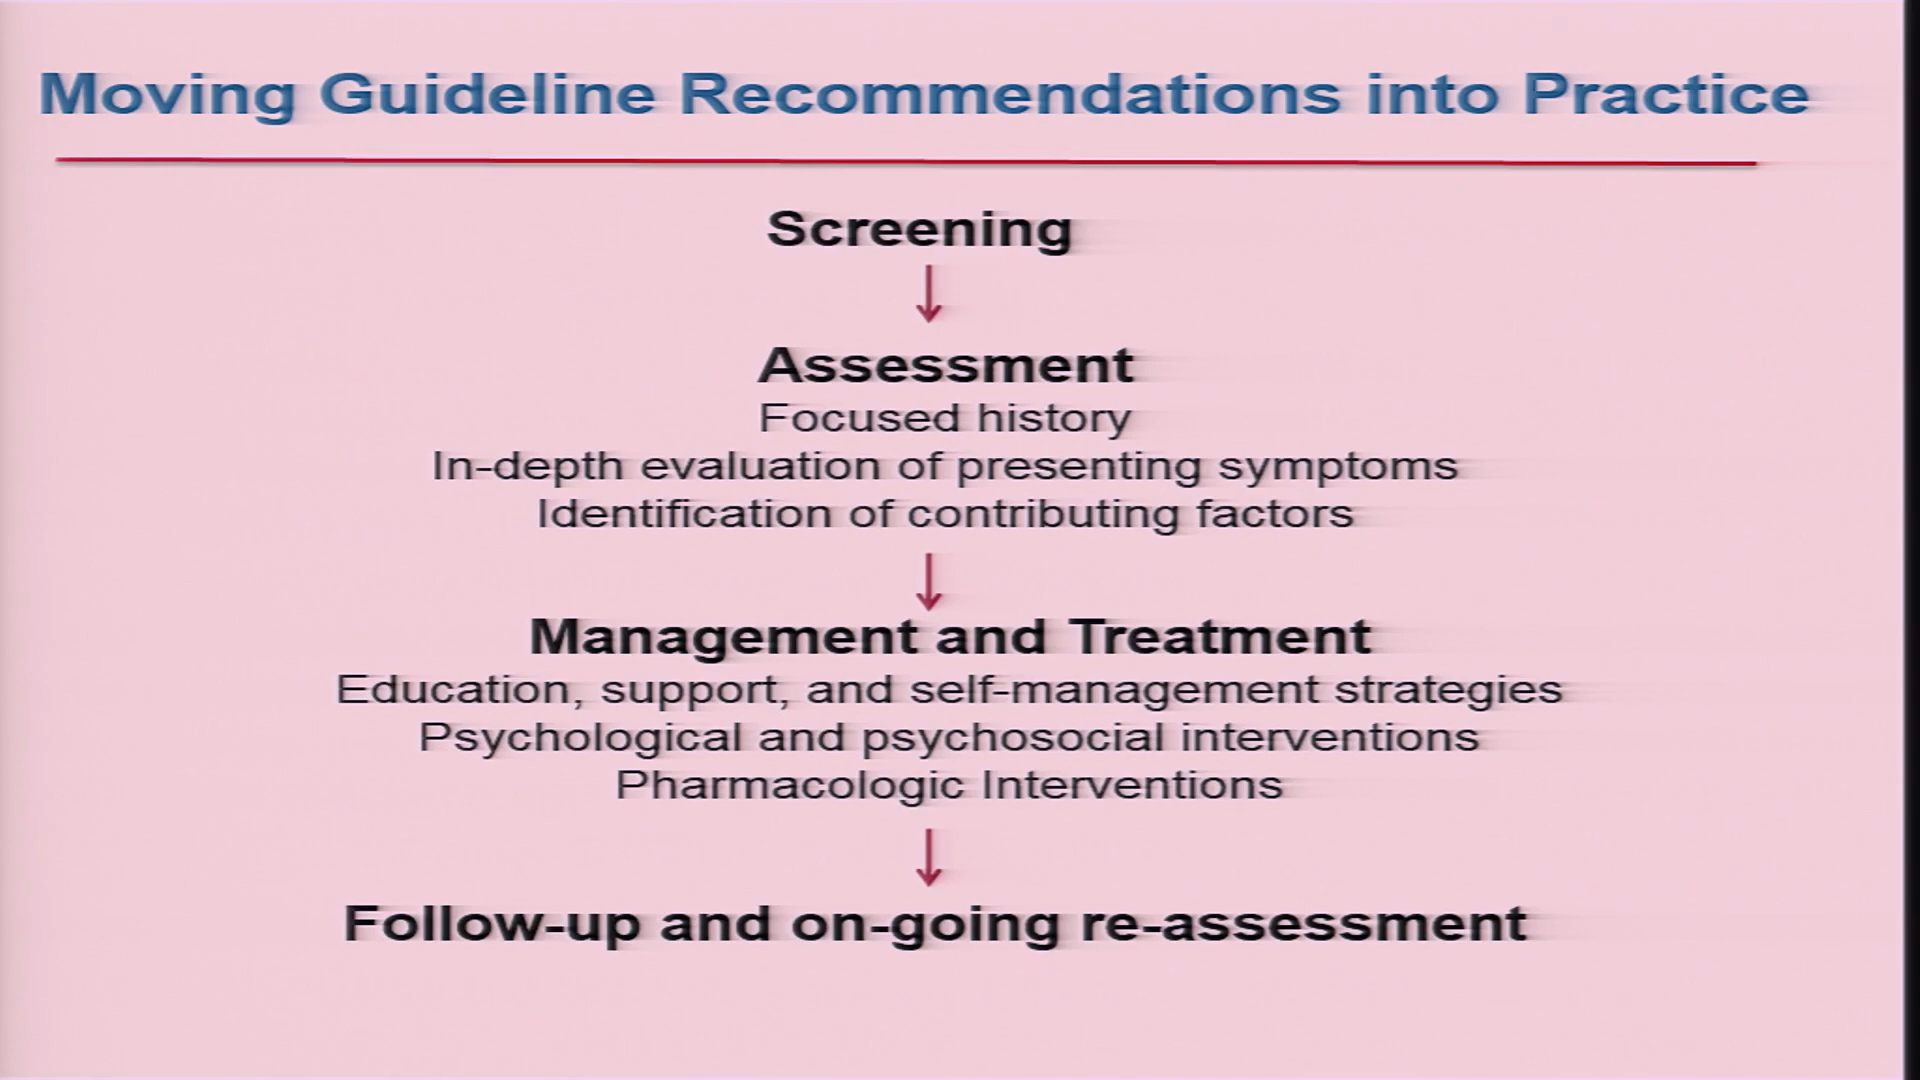 Moving Guideline Recommendations into Practice
Screening
Assessment
Focused history
In-depth evaluation of presenting symptoms
Identification of contributing factors
Management and Treatment
Education, support, and self-management strategies
Psychological and psychosocial interventions
Pharmacologic Interventions
Follow-up and on-going re-assessment